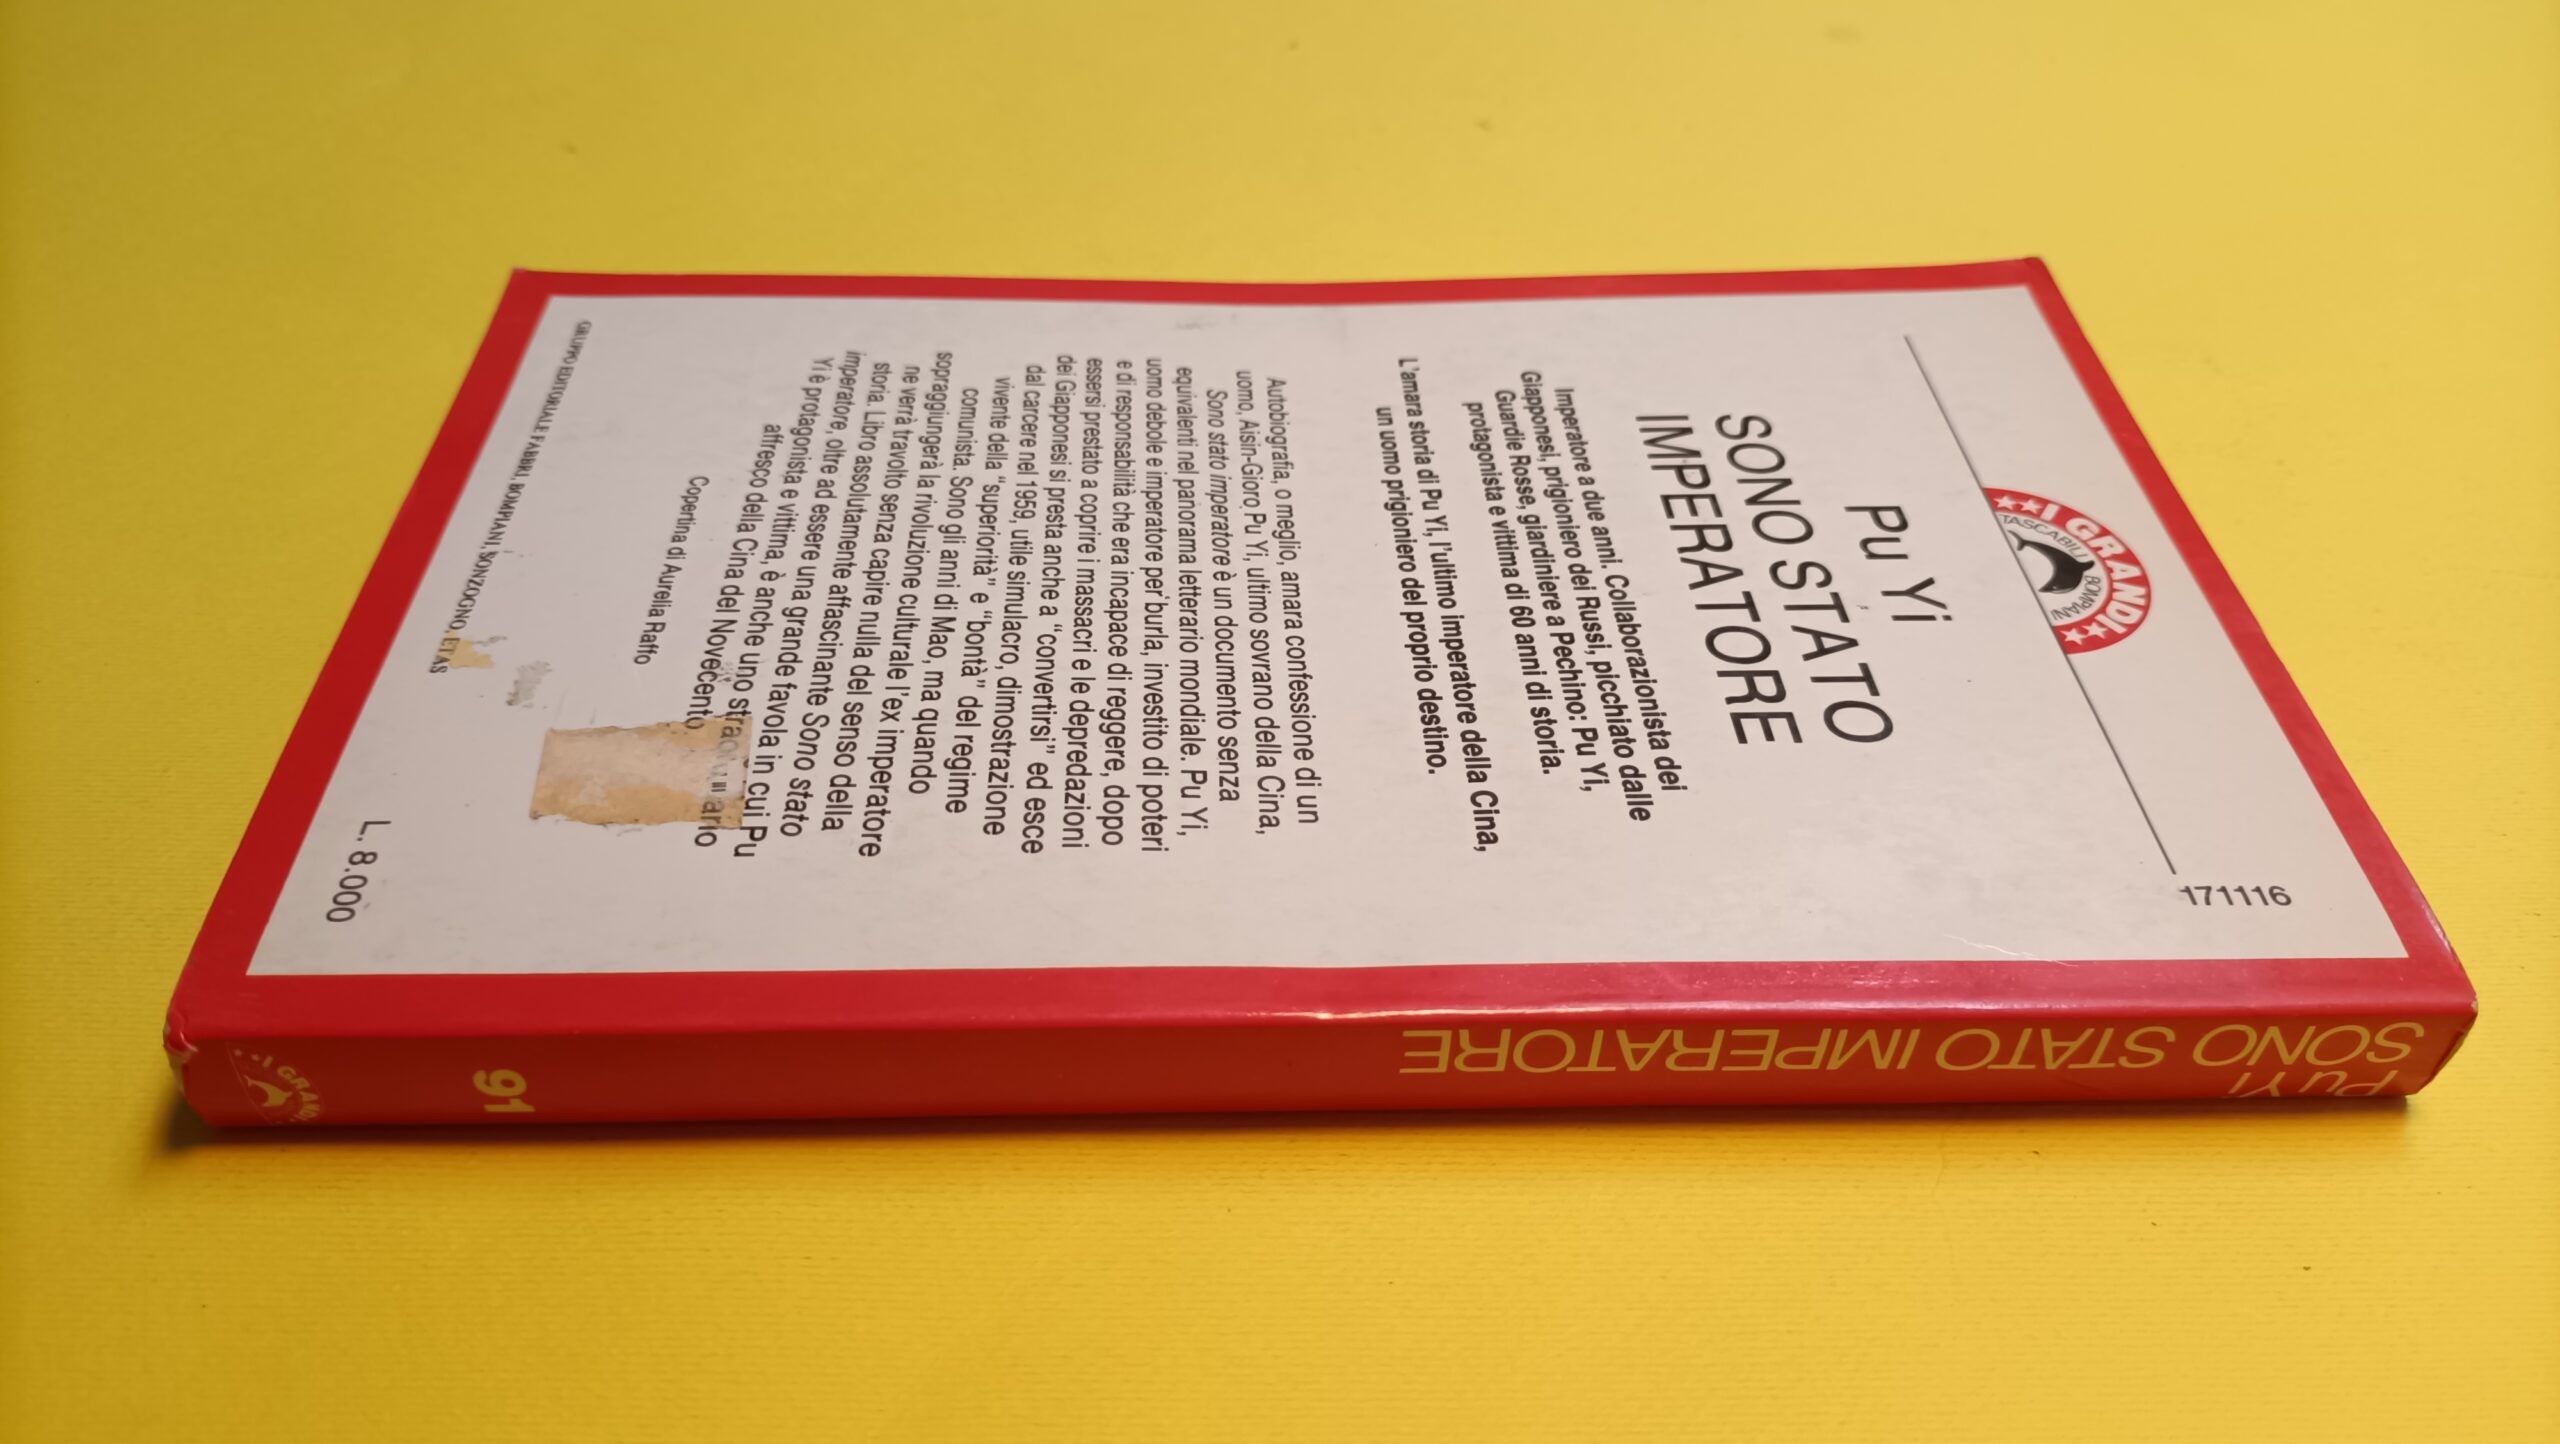 171116
I GRANDI
TASCABILI BOMPIANI
Pu Yi
SONO STATO
IMPERATORE
Imperatore a due anni. Collaborazionista dei
Giapponesi, prigioniero dei Russi, picchiato dalle
Guardie Rosse, giardiniere a Pechino: Pu Yi,
protagonista e vittima di 60 anni di storia.
L'amara storia di Pu Yi, l'ultimo imperatore della Cina,
un uomo prigioniero del proprio destino.
Autobiografia, o meglio, amara confessione di un
uomo, Aisin-Gioro Pu Yi, ultimo sovrano della Cina,
Sono stato imperatore è un documento senza
equivalenti nel panorama letterario mondiale. Pu Yi,
uomo debole e imperatore per burla, investito di poteri
e di responsabilità che era incapace di reggere, dopo
essersi prestato a coprire i massacri e le depredazioni
dei Giapponesi si presta anche a "convertirsi" ed esce
dal carcere nel 1959, utile simulacro, dimostrazione
vivente della "superiorità" e "bontà" del regime
comunista. Sono gli anni di Mao, ma quando
sopraggiungerà la rivoluzione culturale l'ex imperatore
ne verrà travolto senza capire nulla del senso della
storia. Libro assolutamente affascinante Sono stato
imperatore, oltre ad essere una grande favola in cui Pu
Yi è protagonista e vittima, è anche uno straordinario
affresco della Cina del Novecento.
Copertina di Aurelia Raffo
GRUPPO EDITORIALE FABBRI, BOMPIANI, SONZOGNO, ETAS
L. 8.000
Pu Yi
SONO STATO IMPERATORE
91
I GRANDI